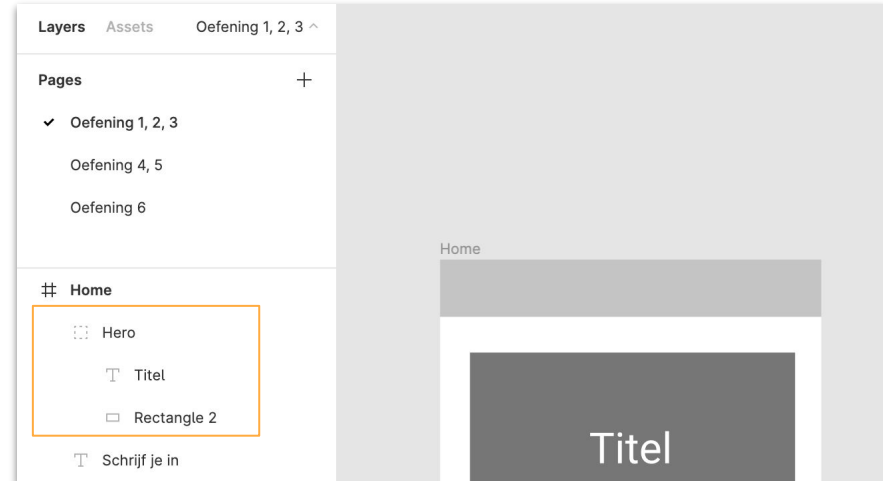 Layers Assets Oefening 1, 2, 3
Pages
Oefening 1, 2, 3
Oefening 4, 5
Oefening 6
Home
Hero
Titel
Rectangle 2
Schrijf je in
Home
Titel